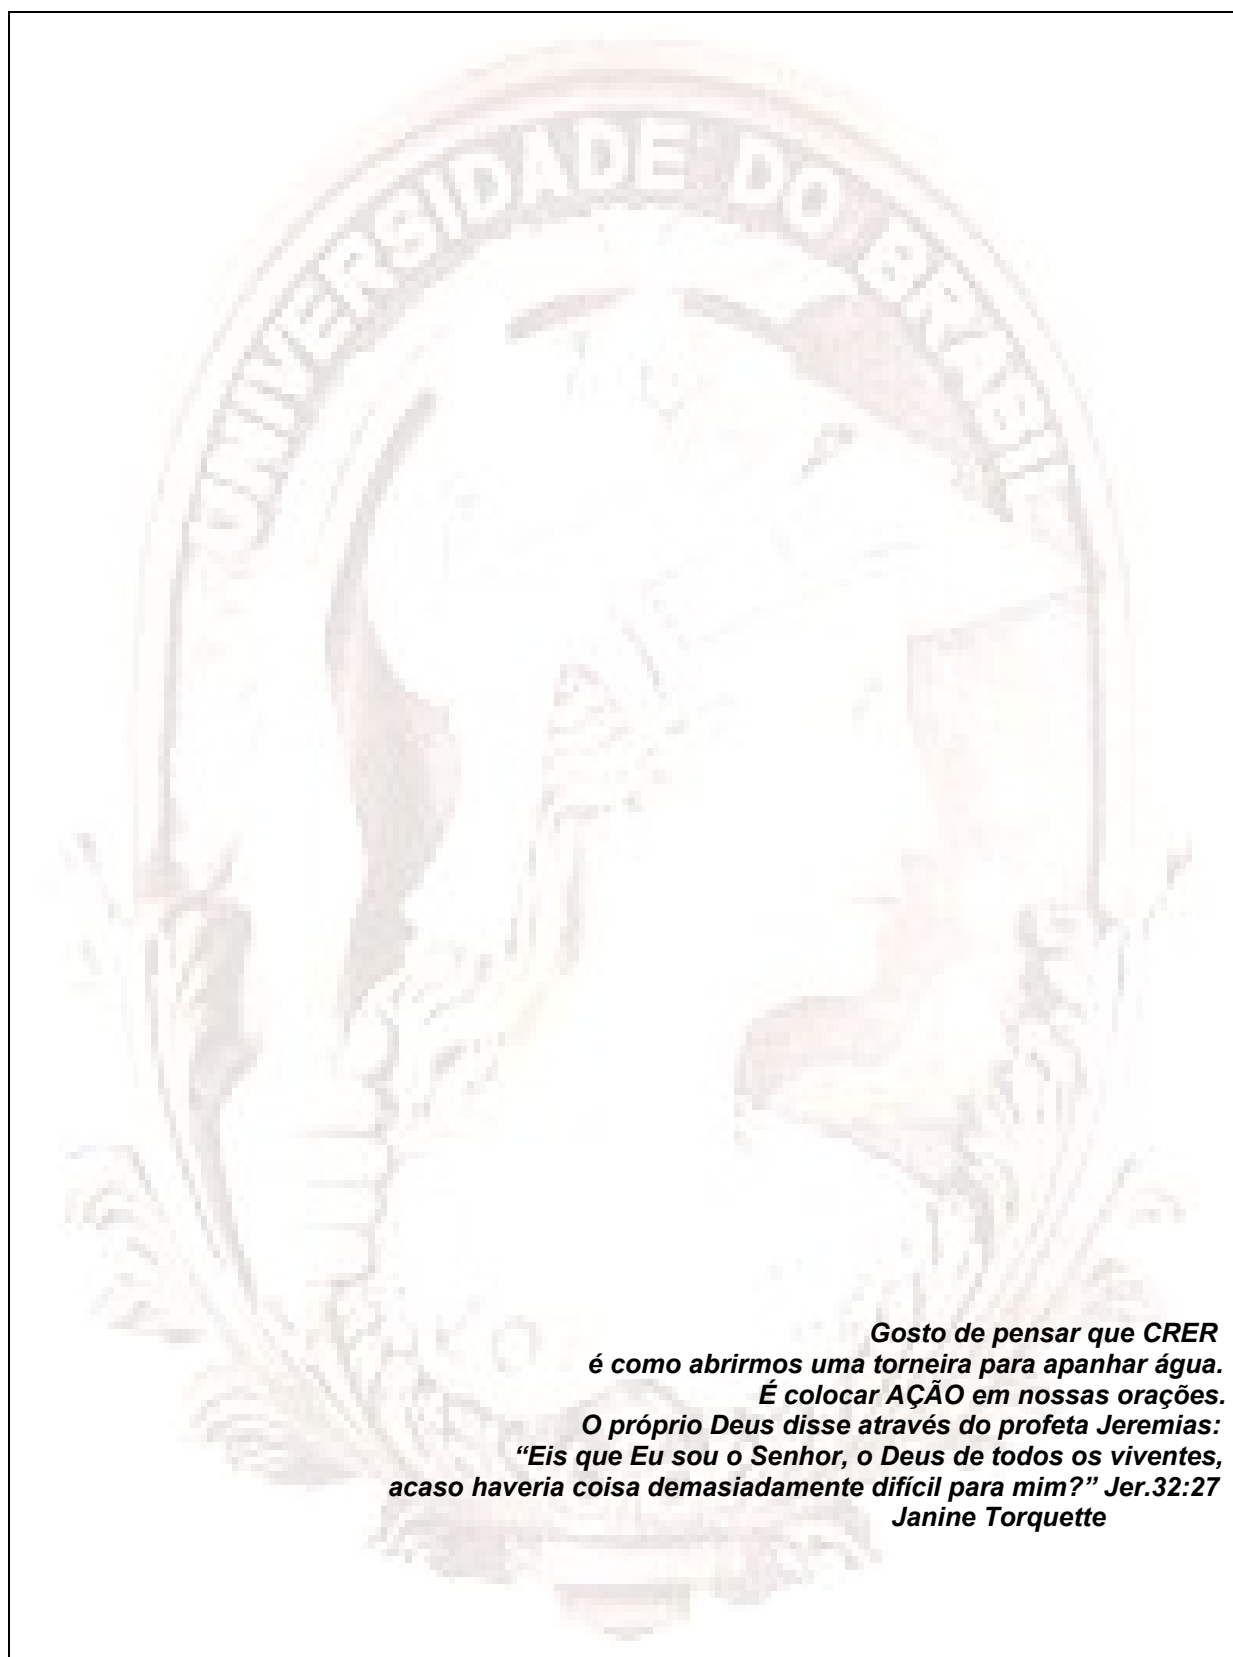 UNIVERSIDADE DO BRASIL
Gosto de pensar que CRER
é como abrirmos uma torneira para apanhar água.
É colocar AÇÃO em nossas orações.
O próprio Deus disse através do profeta Jeremias:
“Eis que Eu sou o Senhor, o Deus de todos os viventes,
acaso haveria coisa demasiadamente difícil para mim?” Jer.32:27
Janine Torquette